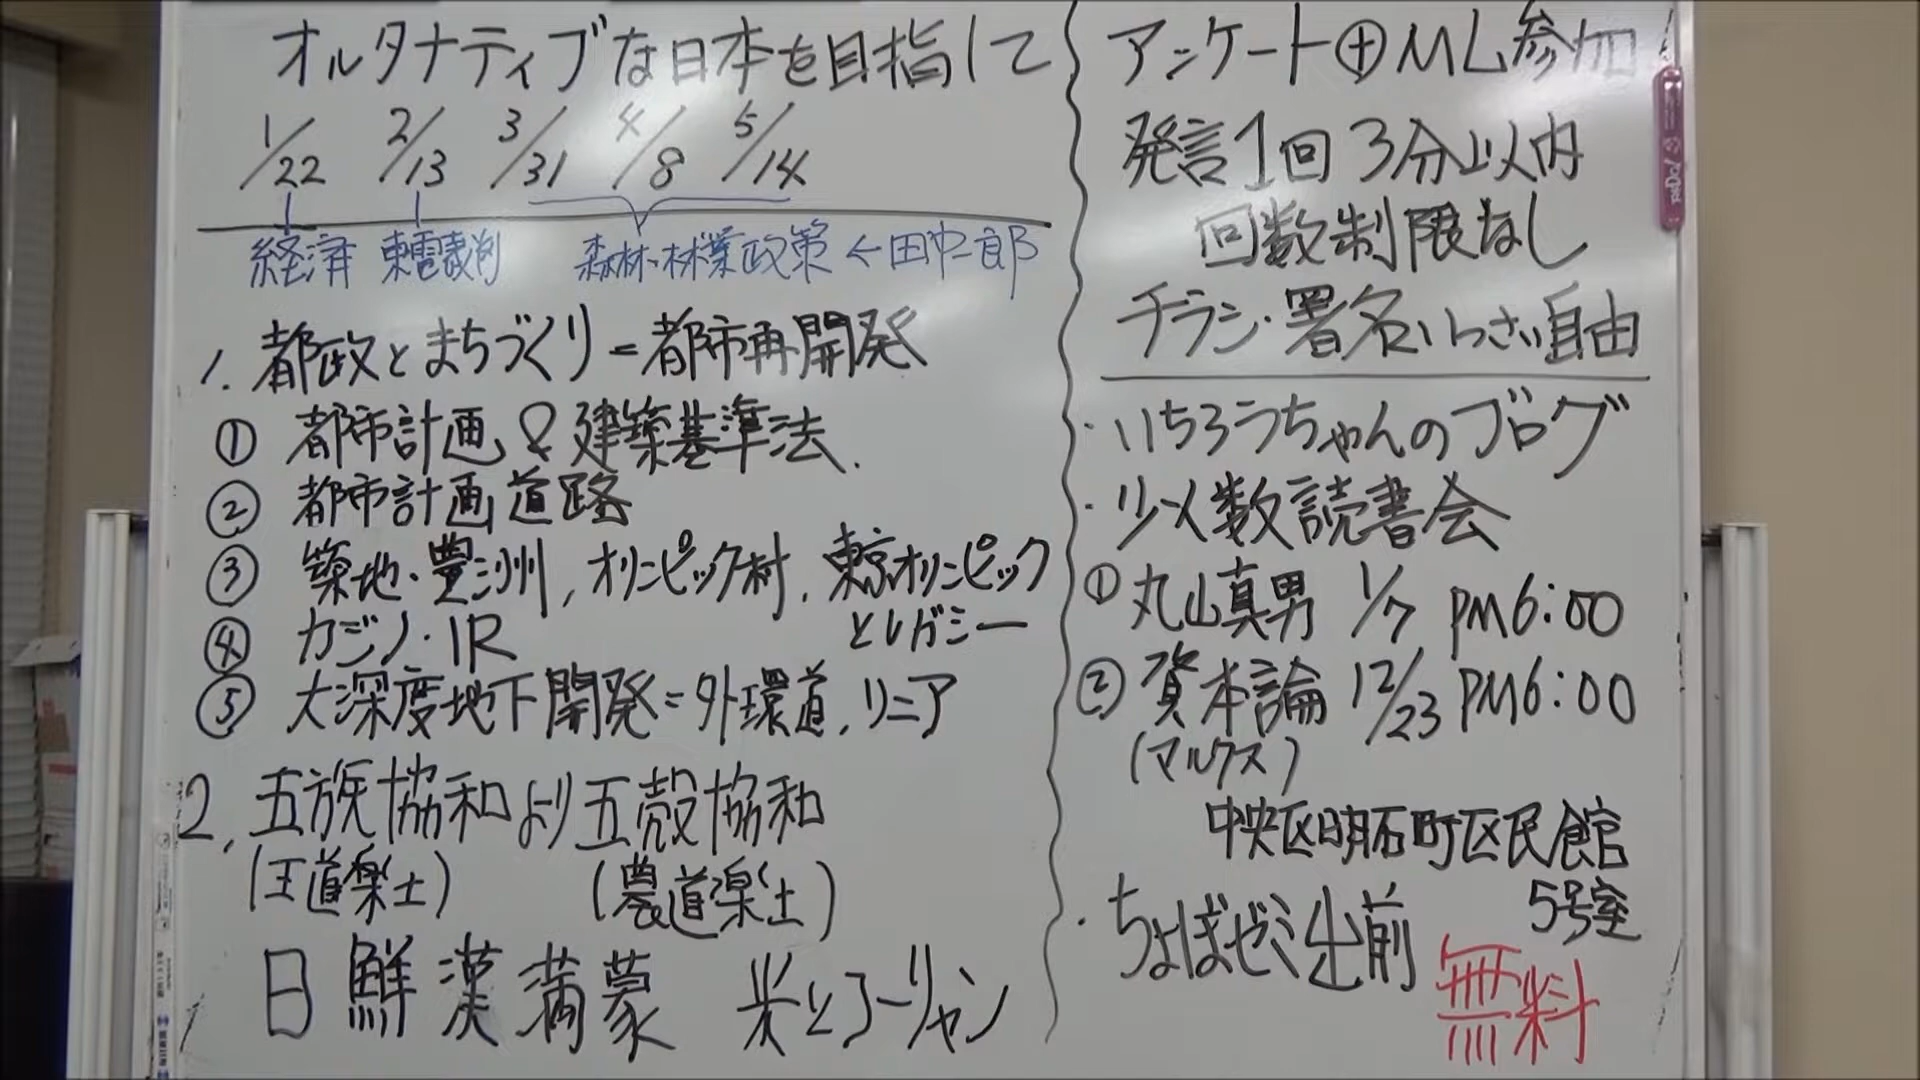 オルタナティブな日本を目指して
1/22 2/13 3/31 4/8 5/14
経済 東電裁判 森林・林業政策 ← 田中一郎
1. 都政とまちづくり = 都市再開発
① 都市計画 & 建築基準法.
② 都市計画道路
③ 築地・豊洲, オリンピック村, 東京オリンピック
とレガシー
④ カジノ・IR
⑤ 大深度地下開発 = 外環道, リニア
2. 五族協和より五穀協和
(王道楽土) (農道楽土)
日 鮮 漢 満 蒙 米とコーリャン
アンケート⊕ML参加
発言1回 3分以内
回数制限なし
チラシ・署名いっさい自由
・いちろうちゃんのブログ
・少人数読書会
① 丸山真男 1/7 PM6:00
② 資本論 12/23 PM6:00
(マルクス)
中央区明石町区民館
5号室
・ちょぼゼミ出前
無料